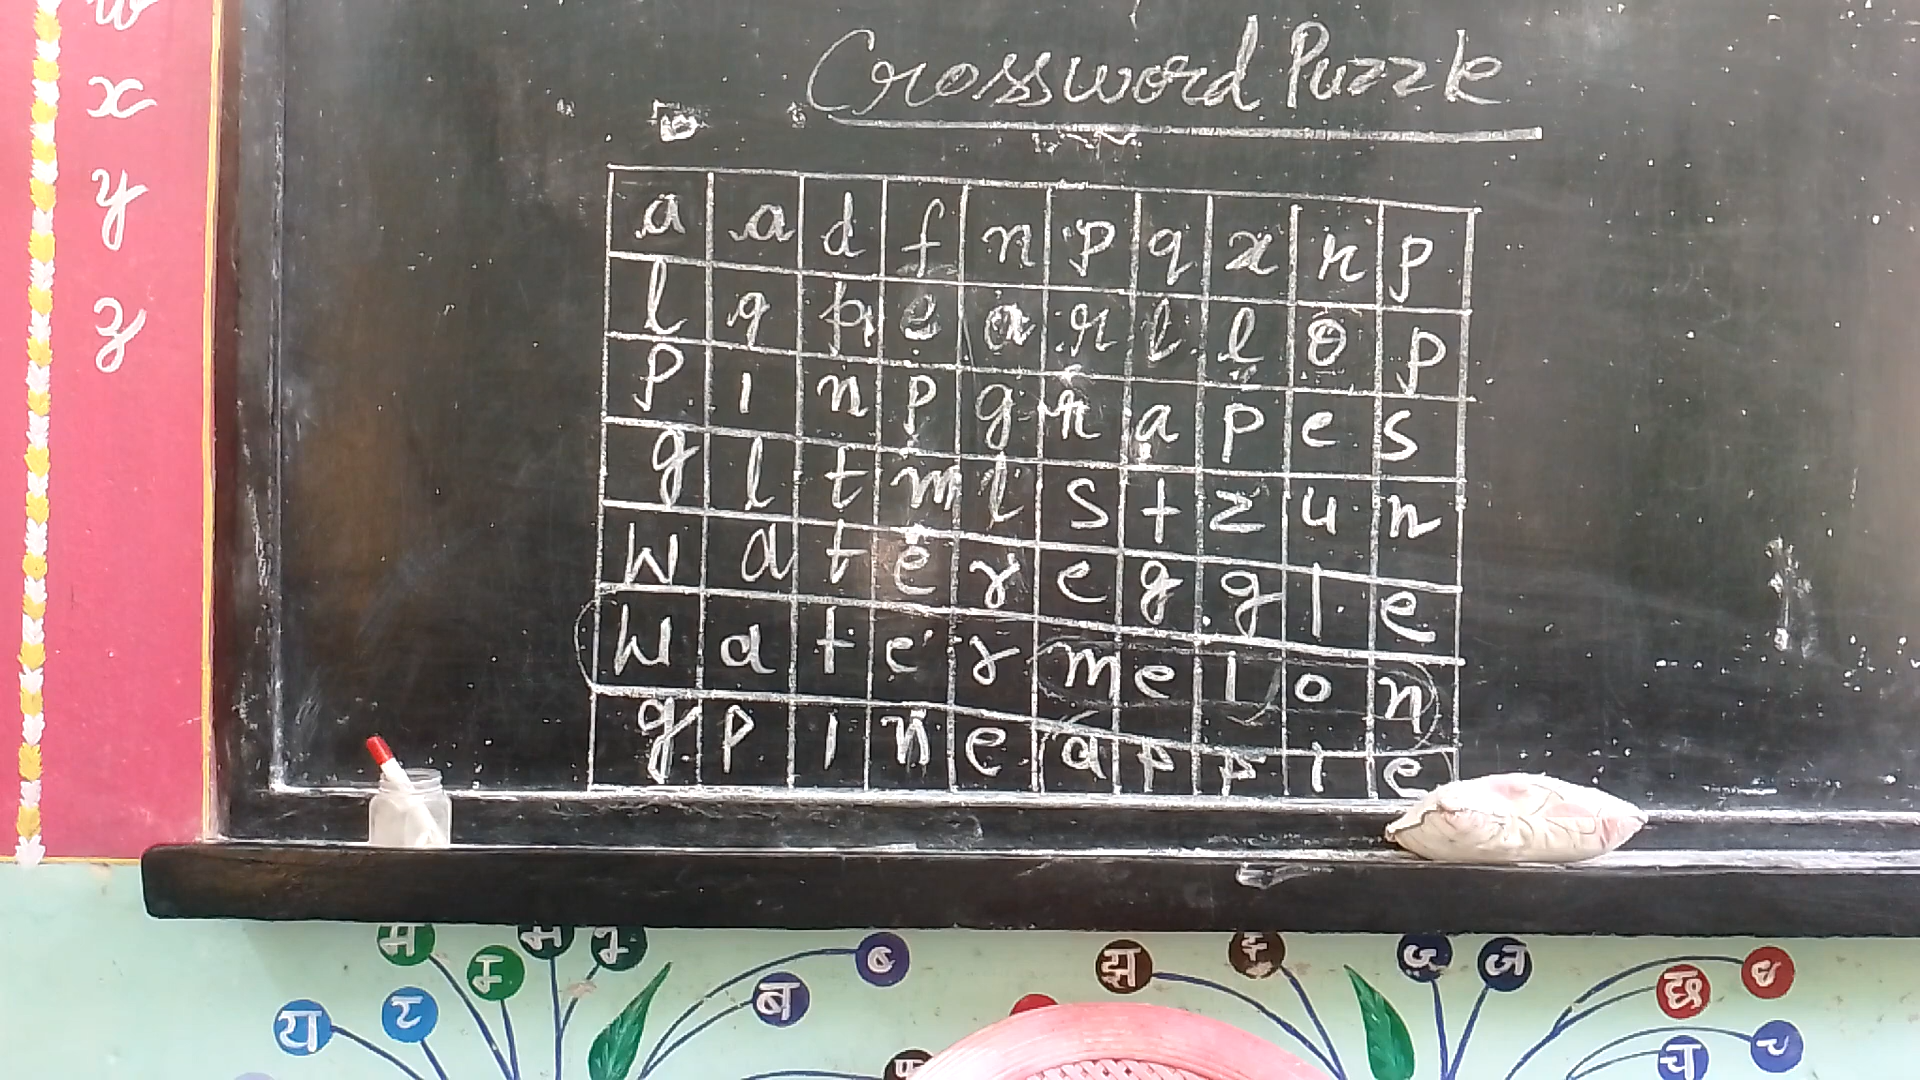 w
x
y
z
Crossword Puzzle
a a d f n p q x r p
l q p e a r l l o p
p i n p g r a p e s
g l t m l s t z u n
w a t e r e g g l e
w a t e r m e l o n
g p i n e a p p l e
म भ झ ज ज
य र ब झ छ
च